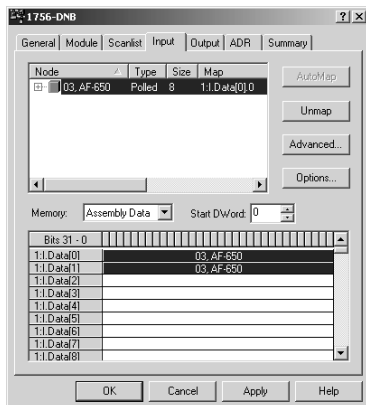 1756-DNB
General Module Scanlist Input Output ADR Summary
Node Type Size Map
03, AF-650 Polled 8 1:I.Data[0].0
AutoMap
Unmap
Advanced...
Options...
Memory: Assembly Data Start DWord: 0
Bits 31 - 0
1:I.Data[0] 03, AF-650
1:I.Data[1] 03, AF-650
1:I.Data[2]
1:I.Data[3]
1:I.Data[4]
1:I.Data[5]
1:I.Data[6]
1:I.Data[7]
1:I.Data[8]
OK Cancel Apply Help